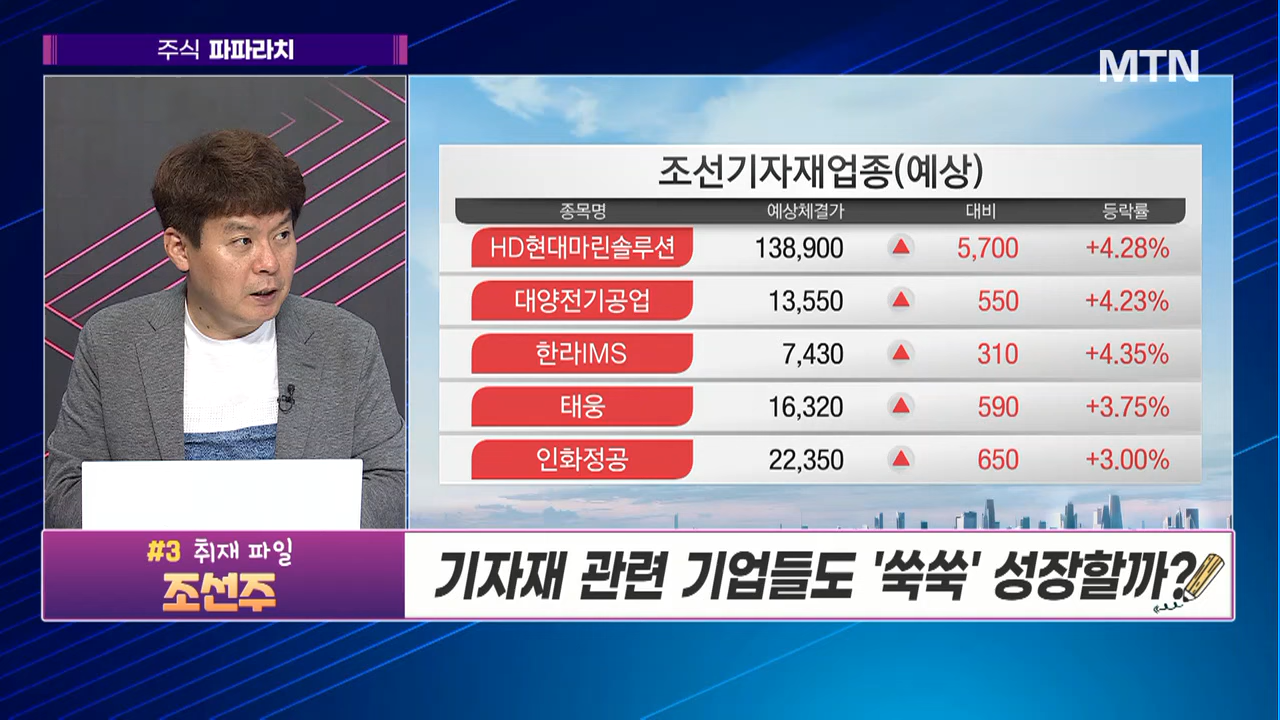 주식 파파라치
MTN
조선기자재업종(예상)
종목명 예상체결가 대비 등락률
HD현대마린솔루션 138,900 ▲ 5,700 +4.28%
대양전기공업 13,550 ▲ 550 +4.23%
한라IMS 7,430 ▲ 310 +4.35%
태웅 16,320 ▲ 590 +3.75%
인화정공 22,350 ▲ 650 +3.00%
#3 취재 파일
조선주
기자재 관련 기업들도 '쑥쑥' 성장할까?